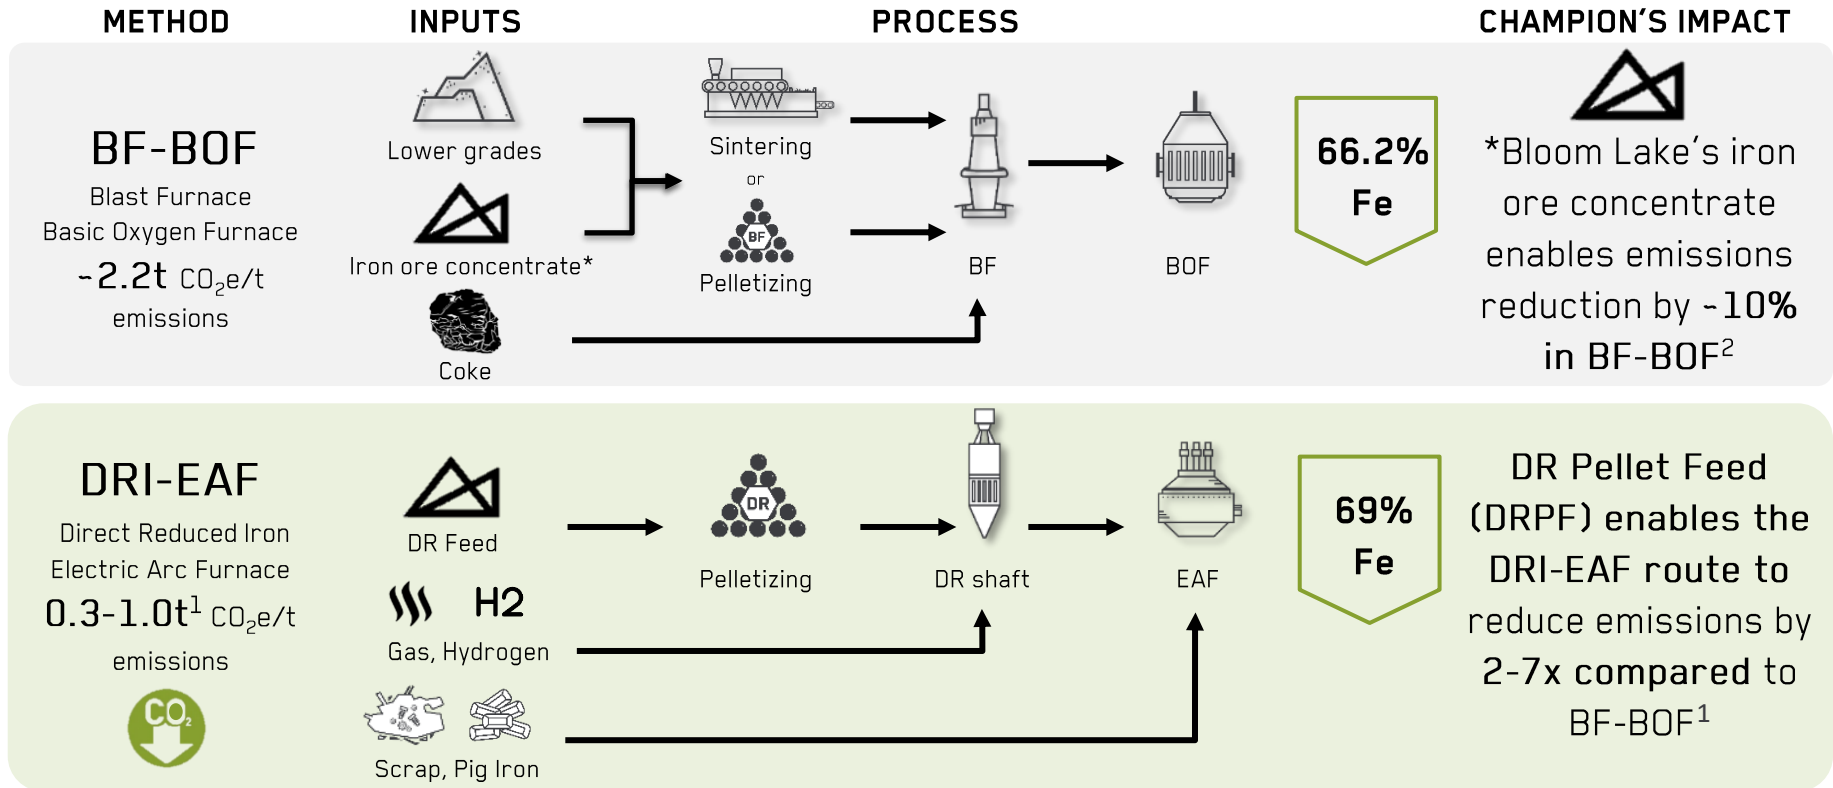 METHOD
INPUTS
PROCESS
CHAMPION'S IMPACT
BF-BOF
Blast Furnace
Basic Oxygen Furnace
~2.2t CO₂e/t
emissions
Lower grades
Iron ore concentrate*
Coke
Sintering
or
BF
Pelletizing
BF
BOF
66.2%
Fe
*Bloom Lake's iron
ore concentrate
enables emissions
reduction by ~10%
in BF-BOF²
DRI-EAF
Direct Reduced Iron
Electric Arc Furnace
0.3-1.0t¹ CO₂e/t
emissions
CO₂
DR Feed
H2
Gas, Hydrogen
Scrap, Pig Iron
DR
Pelletizing
DR shaft
EAF
69%
Fe
DR Pellet Feed
(DRPF) enables the
DRI-EAF route to
reduce emissions by
2-7x compared to
BF-BOF¹